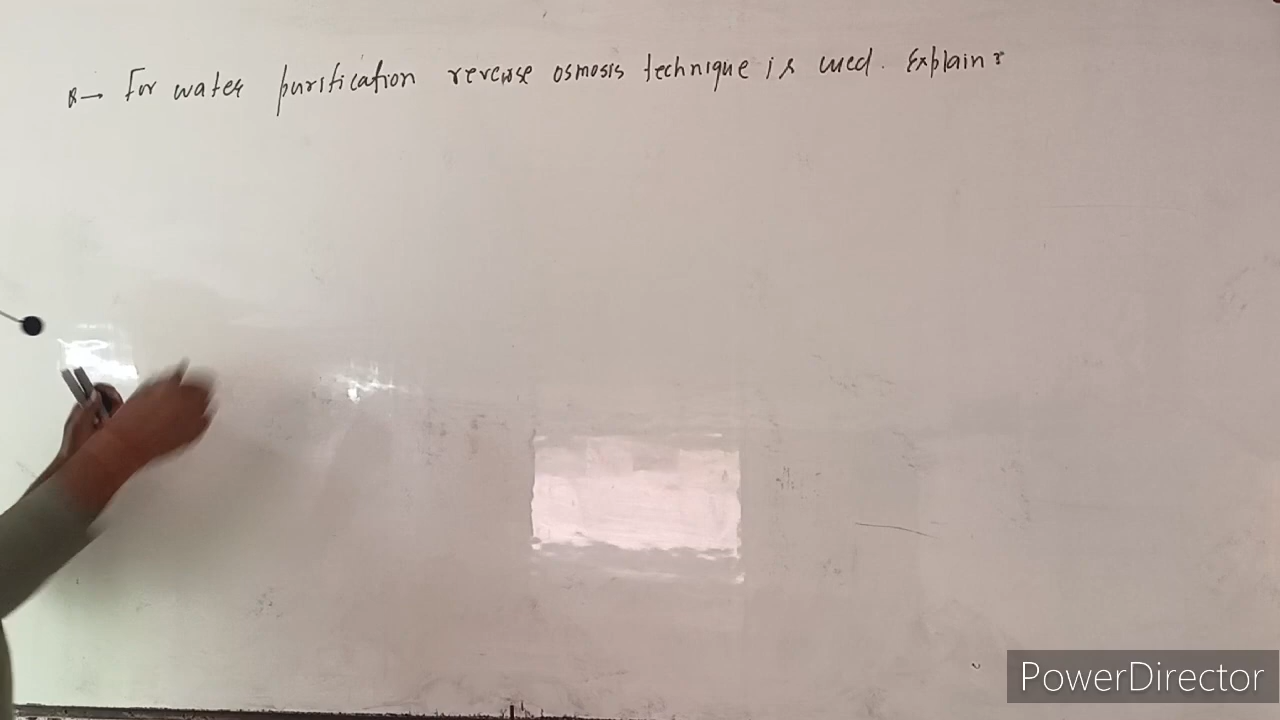 Q→ For water purification reverse osmosis technique is used. Explain?
PowerDirector